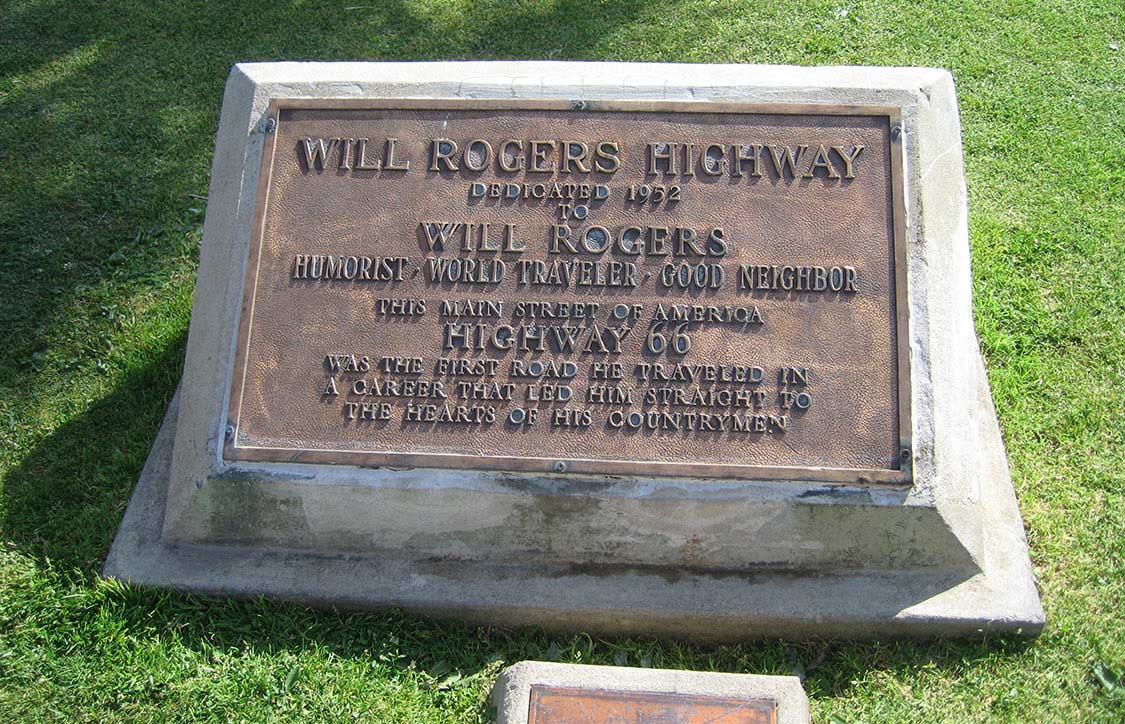 WILL ROGERS HIGHWAY
DEDICATED 1952
TO
WILL ROGERS
HUMORIST · WORLD TRAVELER · GOOD NEIGHBOR
THIS MAIN STREET OF AMERICA
HIGHWAY 66
WAS THE FIRST ROAD HE TRAVELED IN
A CAREER THAT LED HIM STRAIGHT TO
THE HEARTS OF HIS COUNTRYMEN